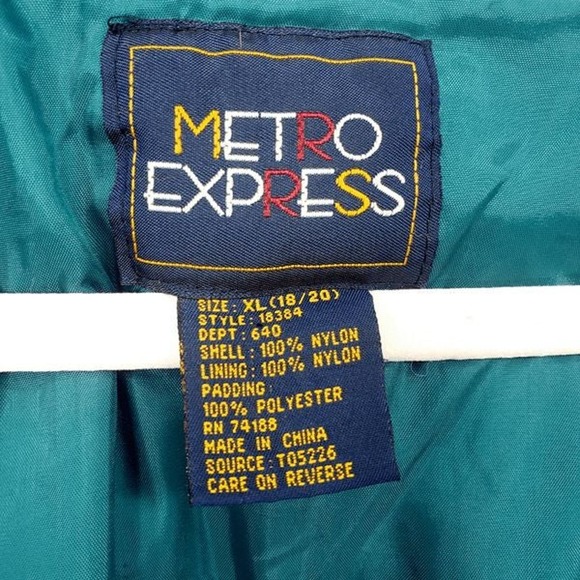 METRO
EXPRESS
SIZE: XL(18/20)
STYLE: 18384
DEPT: 640
SHELL: 100% NYLON
LINING: 100% NYLON
PADDING:
100% POLYESTER
RN 74188
MADE IN CHINA
SOURCE: T05226
CARE ON REVERSE